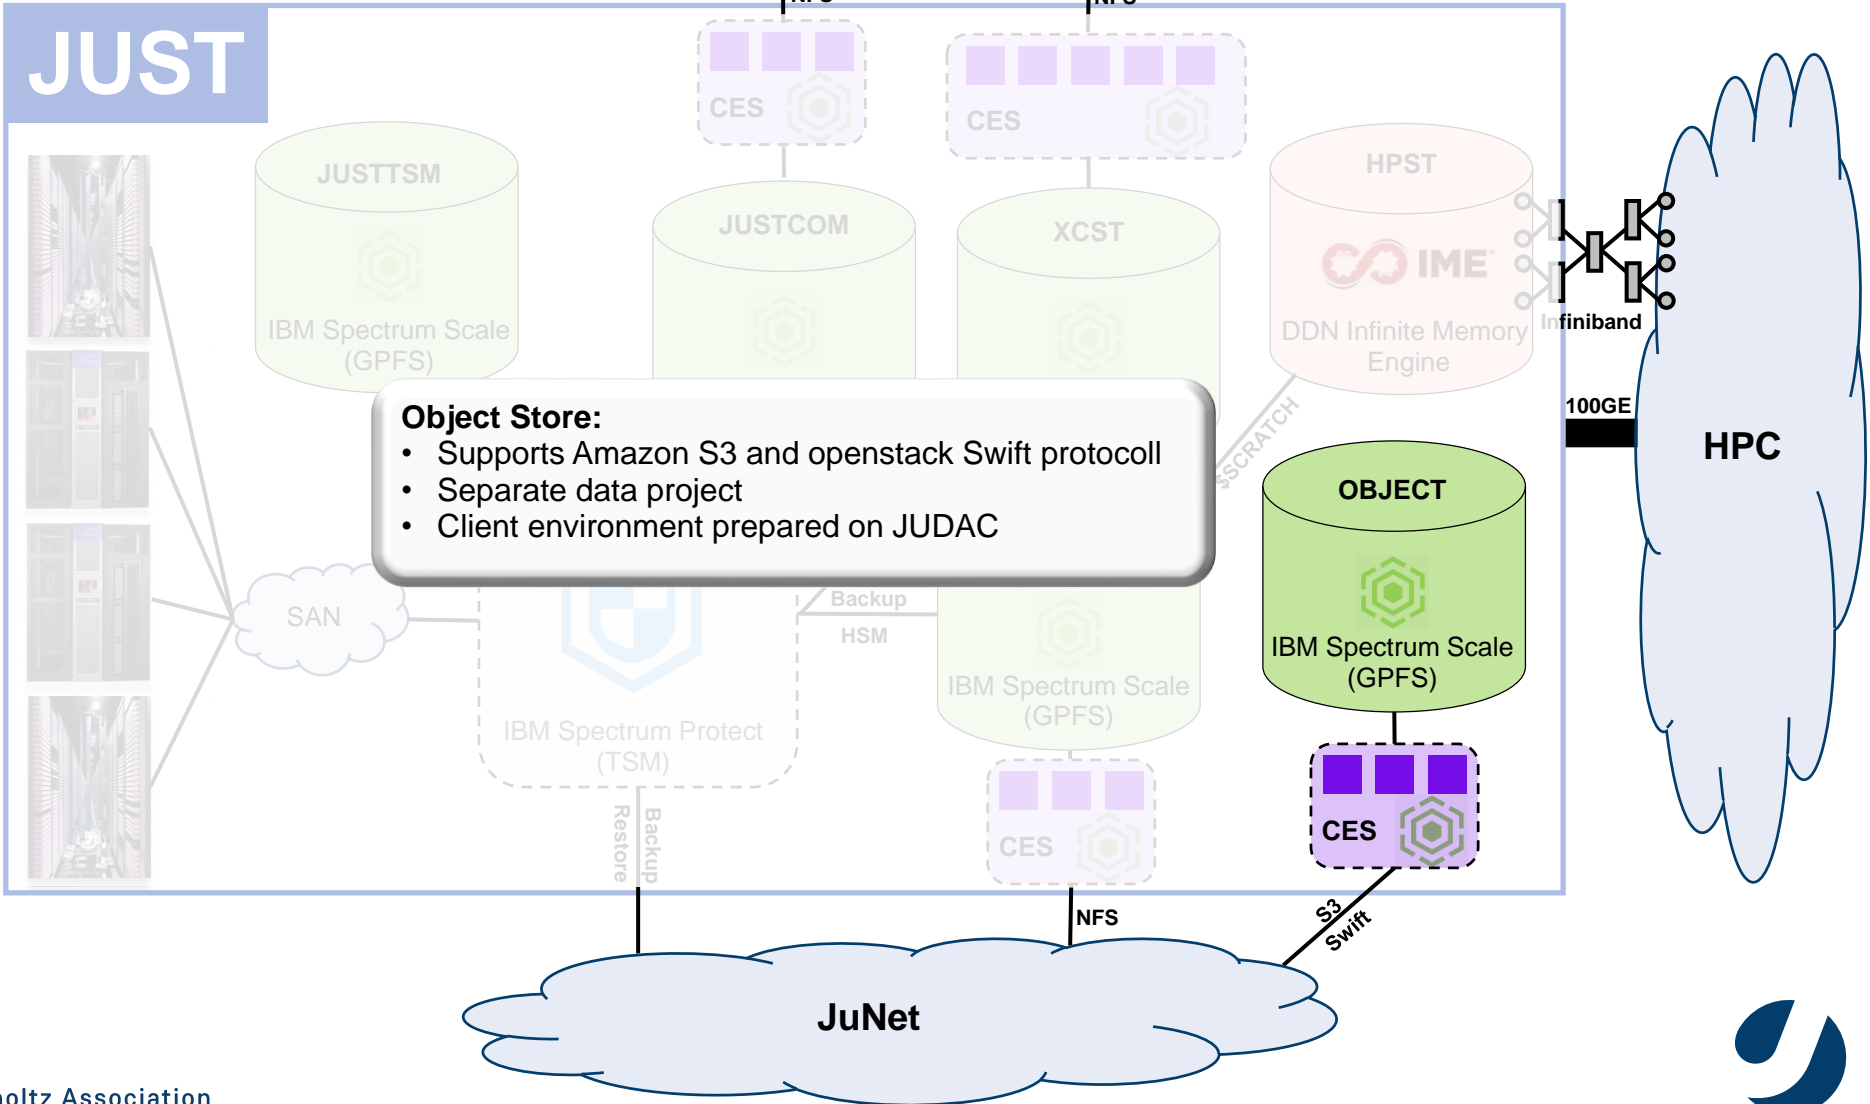 NFS
NFS
JUST
CES
CES
JUSTTSM
IBM Spectrum Scale
(GPFS)
JUSTCOM
XCST
HPST
IME
DDN Infinite Memory
Engine
Infiniband
100GE
HPC
$SCRATCH
Object Store:
• Supports Amazon S3 and openstack Swift protocoll
• Separate data project
• Client environment prepared on JUDAC
OBJECT
IBM Spectrum Scale
(GPFS)
SAN
Backup
HSM
IBM Spectrum Protect
(TSM)
IBM Spectrum Scale
(GPFS)
CES
CES
Backup
Restore
NFS
S3
Swift
JuNet
Association